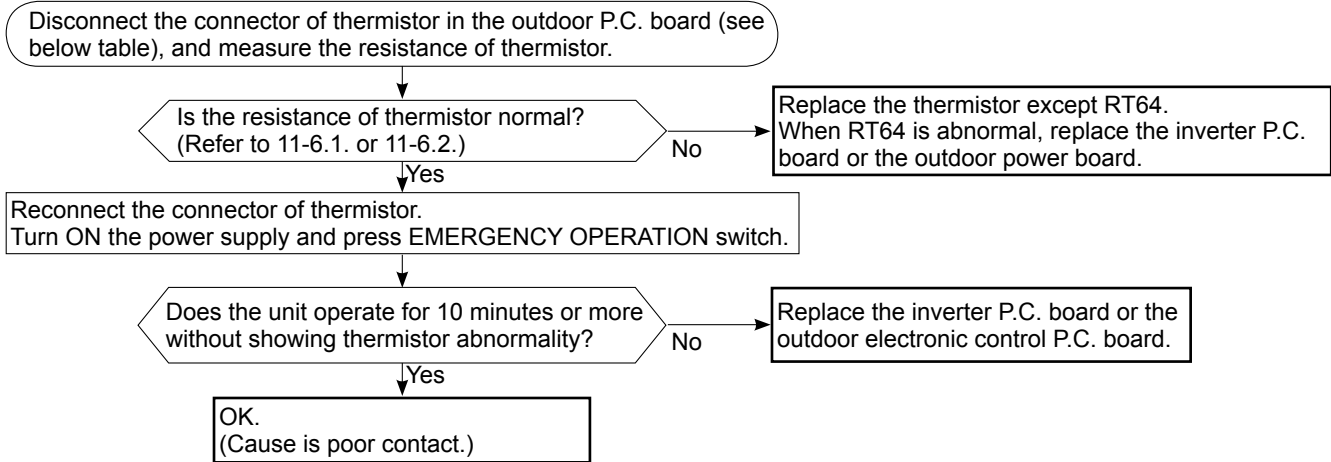 Disconnect the connector of thermistor in the outdoor P.C. board (see
below table), and measure the resistance of thermistor.
Is the resistance of thermistor normal?
(Refer to 11-6.1. or 11-6.2.)
No
Replace the thermistor except RT64.
When RT64 is abnormal, replace the inverter P.C.
board or the outdoor power board.
Yes
Reconnect the connector of thermistor.
Turn ON the power supply and press EMERGENCY OPERATION switch.
Does the unit operate for 10 minutes or more
without showing thermistor abnormality?
No
Replace the inverter P.C. board or the
outdoor electronic control P.C. board.
Yes
OK.
(Cause is poor contact.)